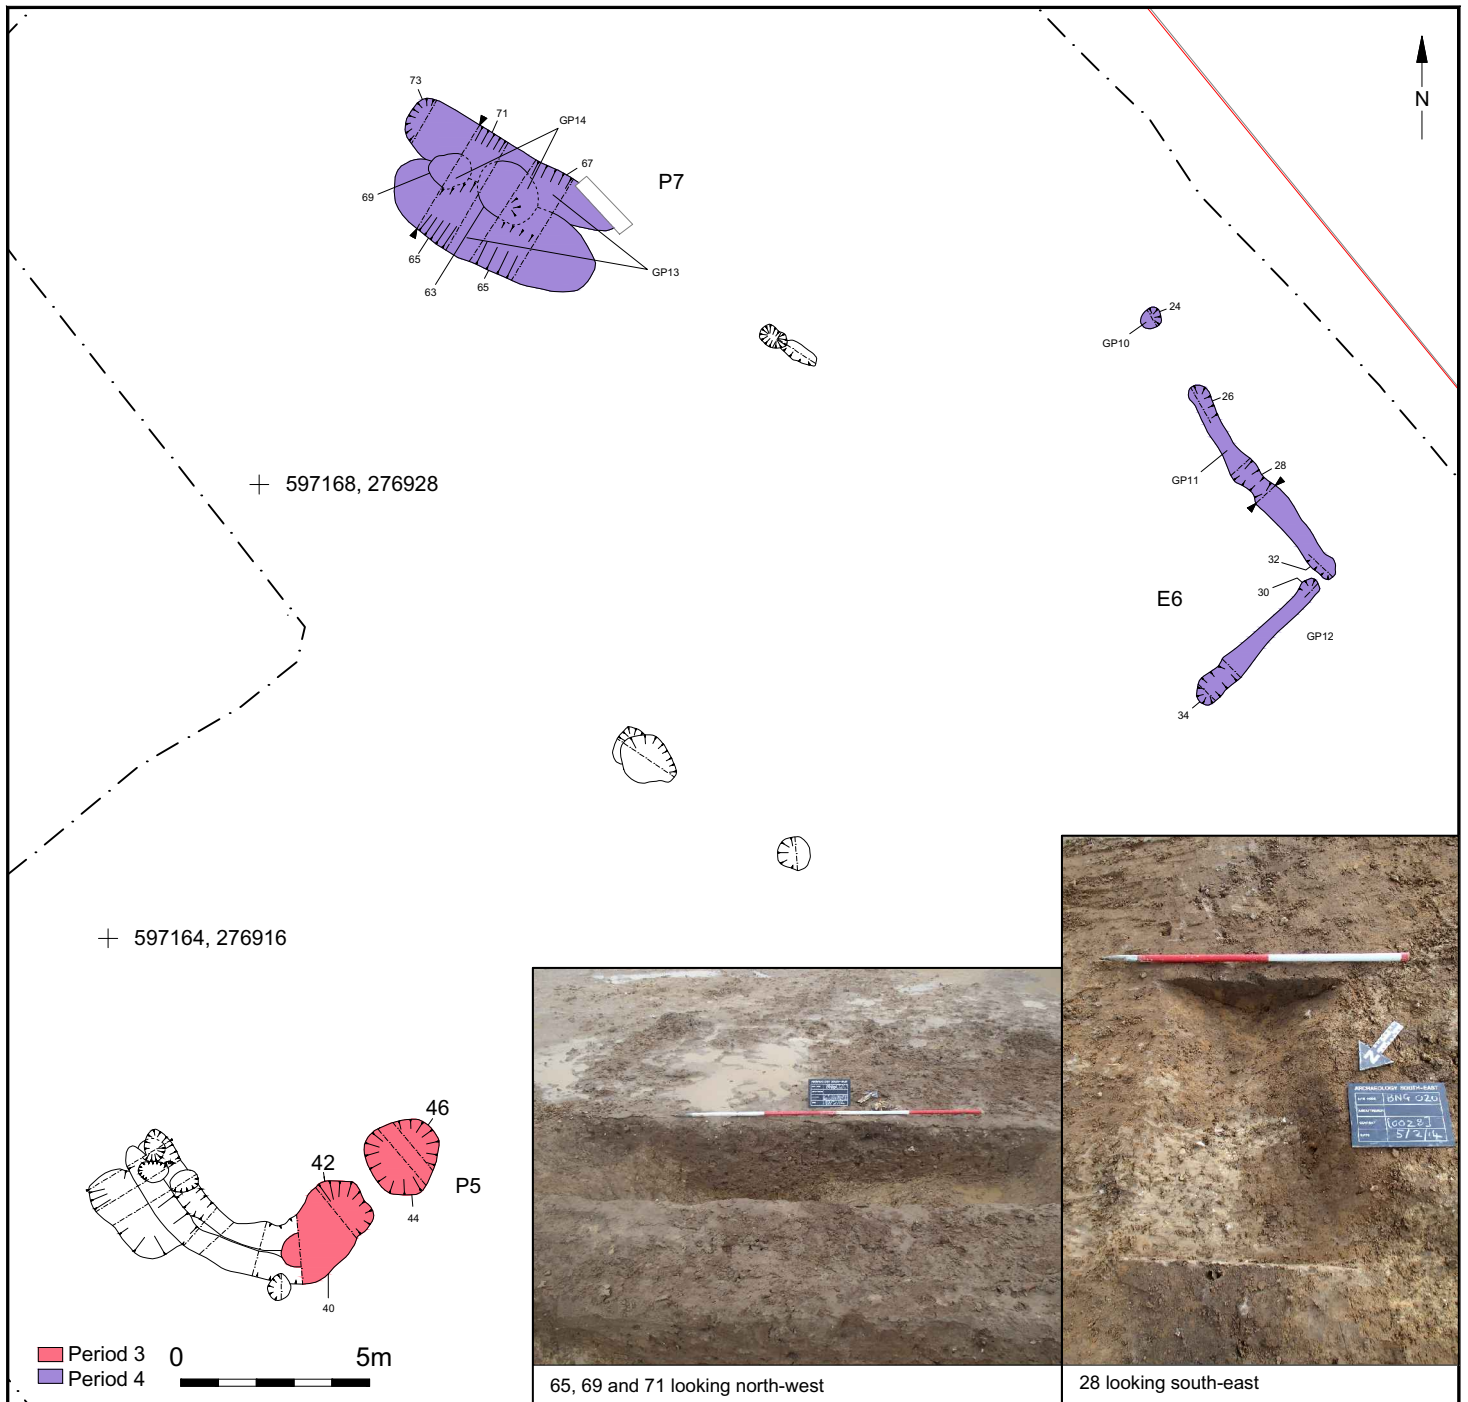 N
73
71
GP14
67
P7
69
65
63
65
GP13
24
GP10
26
28
GP11
597168, 276928
32
30
E6
GP12
34
597164, 276916
46
42
P5
44
40
Period 3
Period 4
0 5m
ARCHAEOLOGY SOUTH-EAST
BNG 020
[0028]
5/2/14
N
65, 69 and 71 looking north-west
28 looking south-east